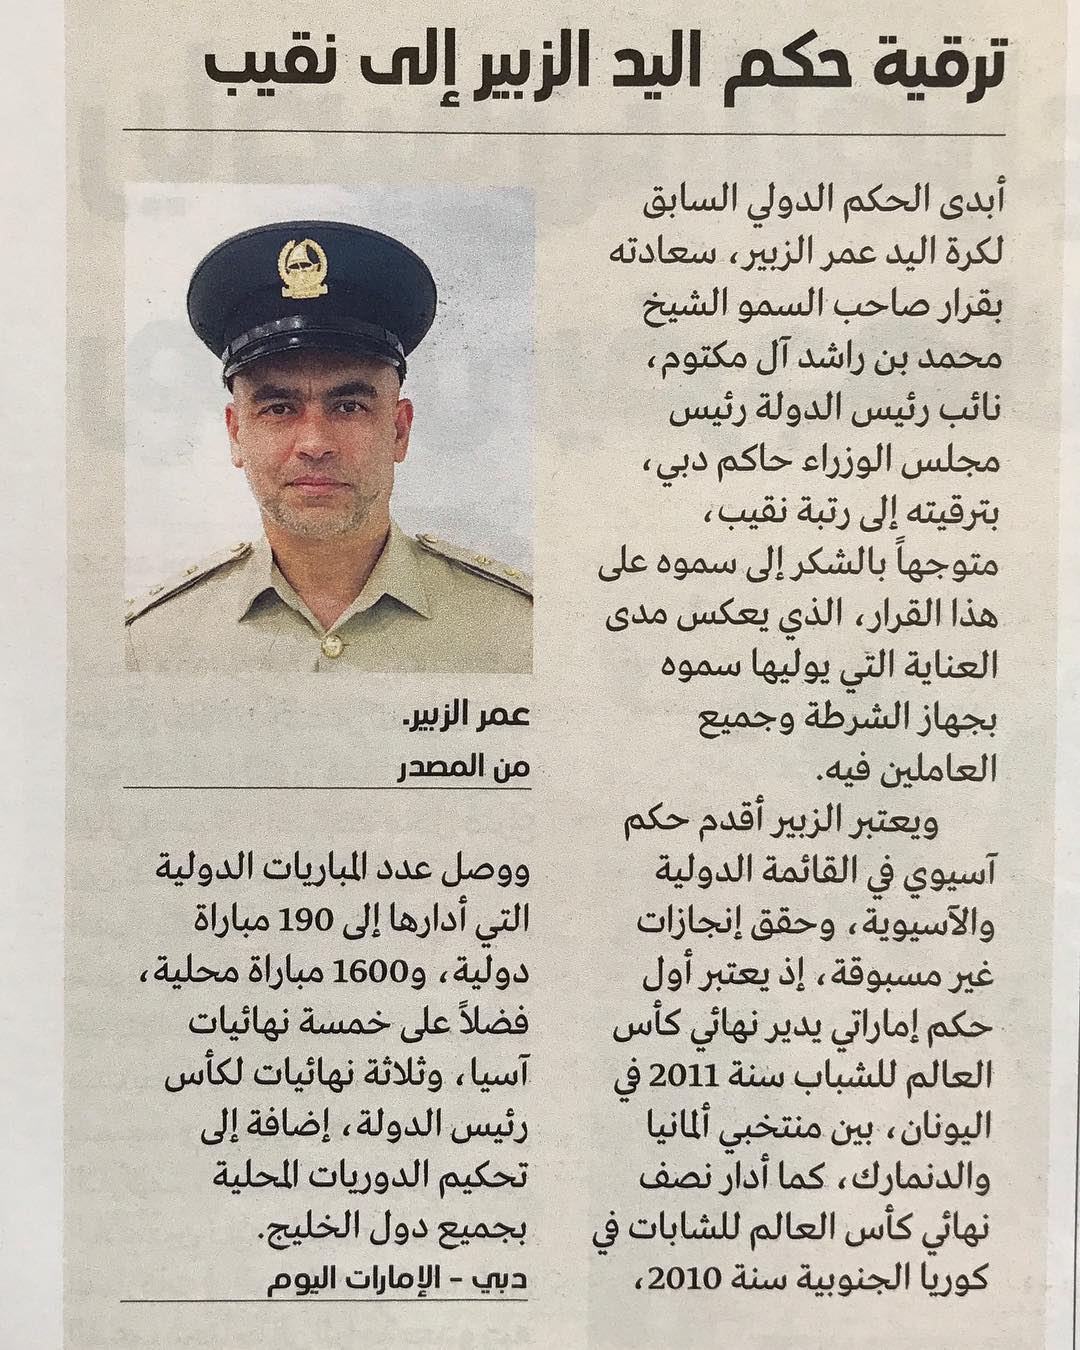 ترقية حكم اليد الزبير إلى نقيب
أبدى الحكم الدولي السابق
لكرة اليد عمر الزبير، سعادته
بقرار صاحب السمو الشيخ
محمد بن راشد آل مكتوم،
نائب رئيس الدولة رئيس
مجلس الوزراء حاكم دبي،
بترقيته إلى رتبة نقيب،
متوجهاً بالشكر إلى سموه على
هذا القرار، الذي يعكس مدى
العناية التي يوليها سموه
بجهاز الشرطة وجميع
العاملين فيه.
ويعتبر الزبير أقدم حكم
آسيوي في القائمة الدولية
والآسيوية، وحقق إنجازات
غير مسبوقة، إذ يعتبر أول
حكم إماراتي يدير نهائي كأس
العالم للشباب سنة 2011 في
اليونان، بين منتخبي ألمانيا
والدنمارك، كما أدار نصف
نهائي كأس العالم للشابات في
كوريا الجنوبية سنة 2010،
عمر الزبير.
من المصدر
ووصل عدد المباريات الدولية
التي أدارها إلى 190 مباراة
دولية، و1600 مباراة محلية،
فضلاً على خمسة نهائيات
آسيا، وثلاثة نهائيات لكأس
رئيس الدولة، إضافة إلى
تحكيم الدوريات المحلية
بجميع دول الخليج.
دبي - الإمارات اليوم